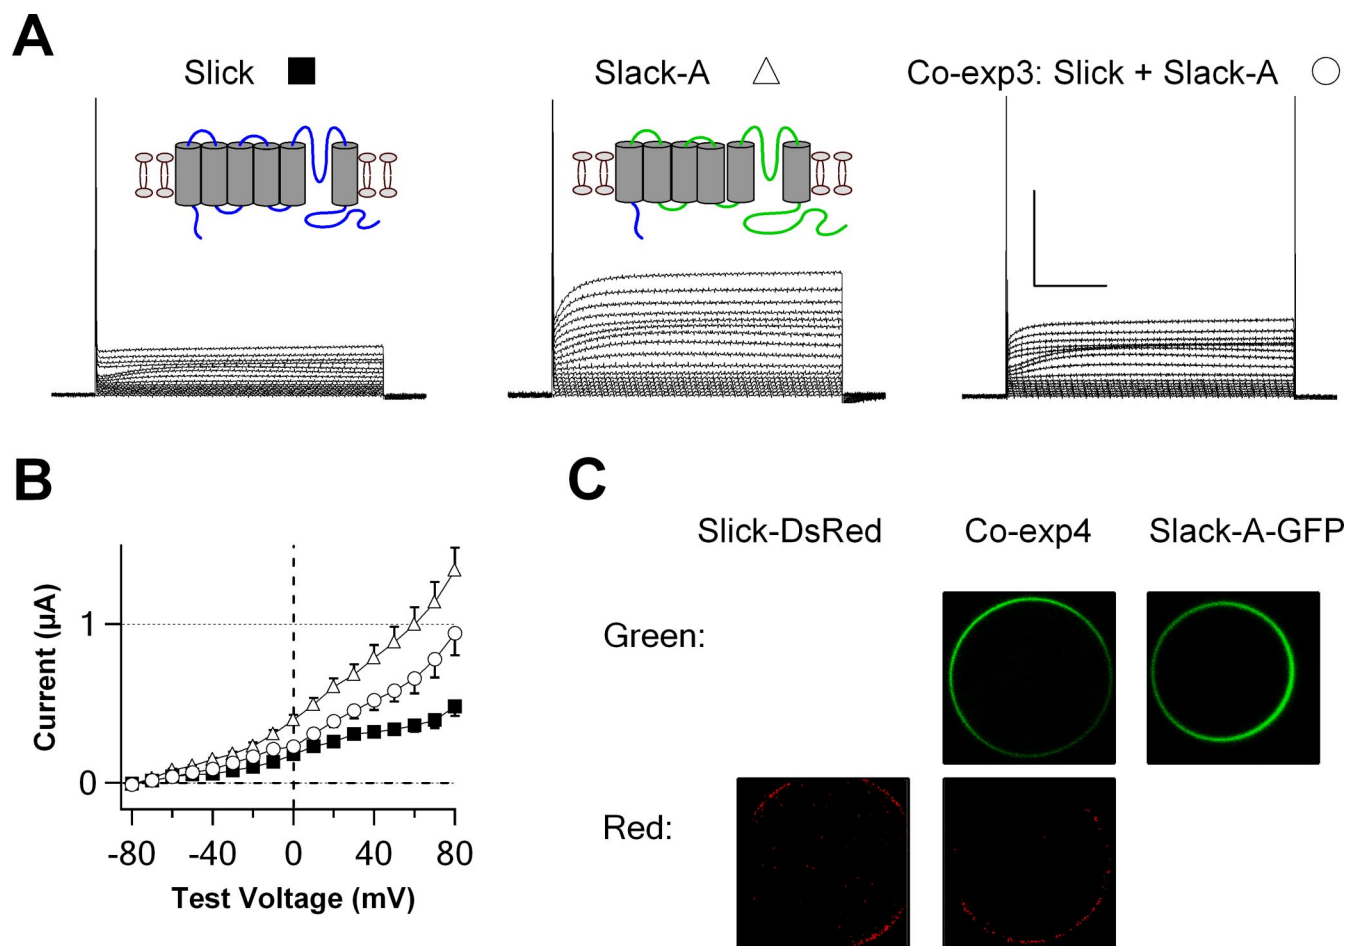 A
Slick
Slack-A
Co-exp3: Slick + Slack-A
B
Current (µA)
1
0
-80
-40
0
40
80
Test Voltage (mV)
C
Slick-DsRed
Co-exp4
Slack-A-GFP
Green:
Red: